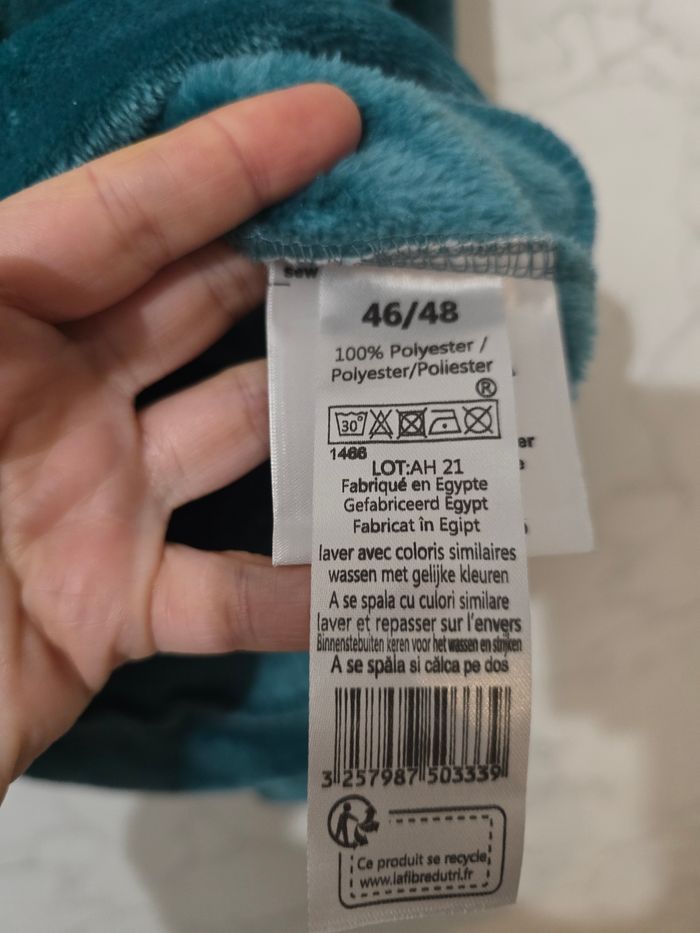 sew
46/48
100% Polyester /
Polyester/Poliester
®
30°
1466
LOT:AH 21
Fabriqué en Egypte
Gefabriceerd Egypt
Fabricat în Egipt
laver avec coloris similaires
wassen met gelijke kleuren
A se spala cu culori similare
laver et repasser sur l'envers
Binnenstebuiten keren voor het wassen en strijken
A se spăla si călca pe dos
3 257987 503339
Ce produit se recycle,
www.lafibredutri.fr